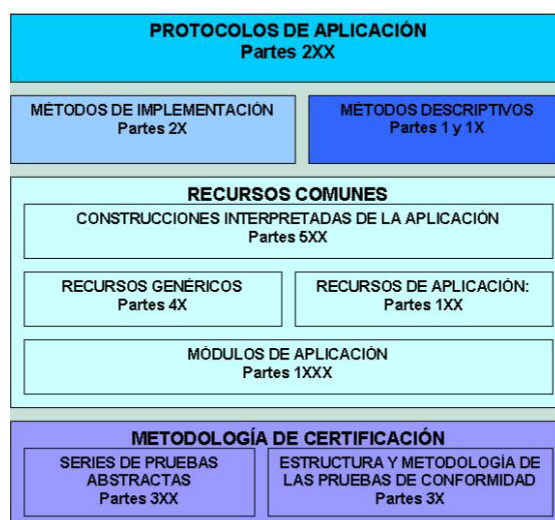 PROTOCOLOS DE APLICACIÓN
Partes 2XX
MÉTODOS DE IMPLEMENTACIÓN
Partes 2X
MÉTODOS DESCRIPTIVOS
Partes 1 y 1X
RECURSOS COMUNES
CONSTRUCCIONES INTERPRETADAS DE LA APLICACIÓN
Partes 5XX
RECURSOS GENÉRICOS
Partes 4X
RECURSOS DE APLICACIÓN:
Partes 1XX
MÓDULOS DE APLICACIÓN
Partes 1XXX
METODOLOGÍA DE CERTIFICACIÓN
SERIES DE PRUEBAS
ABSTRACTAS
Partes 3XX
ESTRUCTURA Y METODOLOGÍA DE
LAS PRUEBAS DE CONFORMIDAD
Partes 3X